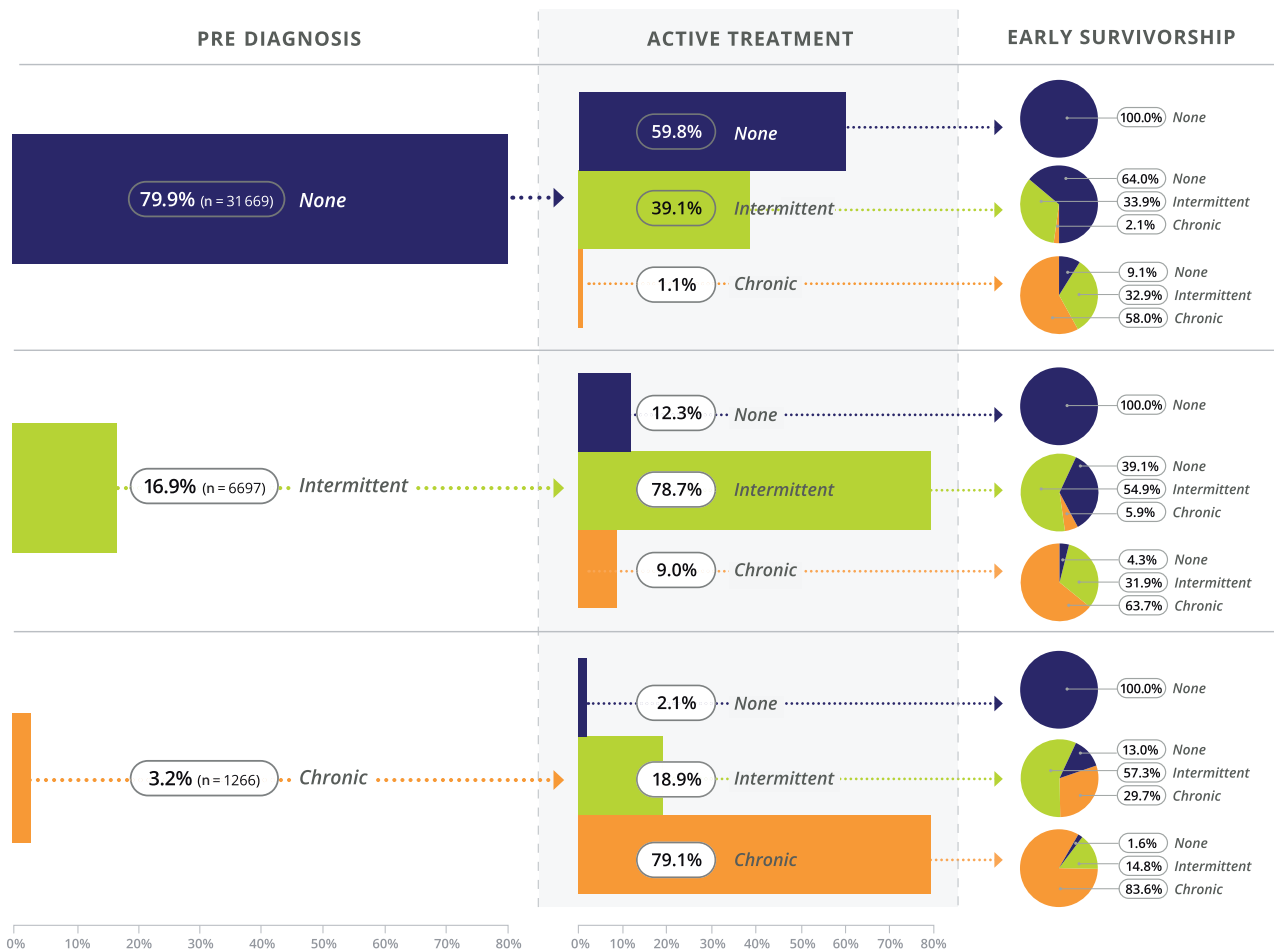 PRE DIAGNOSIS
ACTIVE TREATMENT
EARLY SURVIVORSHIP
79.9% (n = 31 669) None
59.8% None
100.0% None
39.1% Intermittent
64.0% None
33.9% Intermittent
2.1% Chronic
1.1% Chronic
9.1% None
32.9% Intermittent
58.0% Chronic
16.9% (n = 6697) Intermittent
12.3% None
100.0% None
78.7% Intermittent
39.1% None
54.9% Intermittent
5.9% Chronic
9.0% Chronic
4.3% None
31.9% Intermittent
63.7% Chronic
3.2% (n = 1266) Chronic
2.1% None
100.0% None
18.9% Intermittent
13.0% None
57.3% Intermittent
29.7% Chronic
79.1% Chronic
1.6% None
14.8% Intermittent
83.6% Chronic
0% 10% 20% 30% 40% 50% 60% 70% 80%
0% 10% 20% 30% 40% 50% 60% 70% 80%